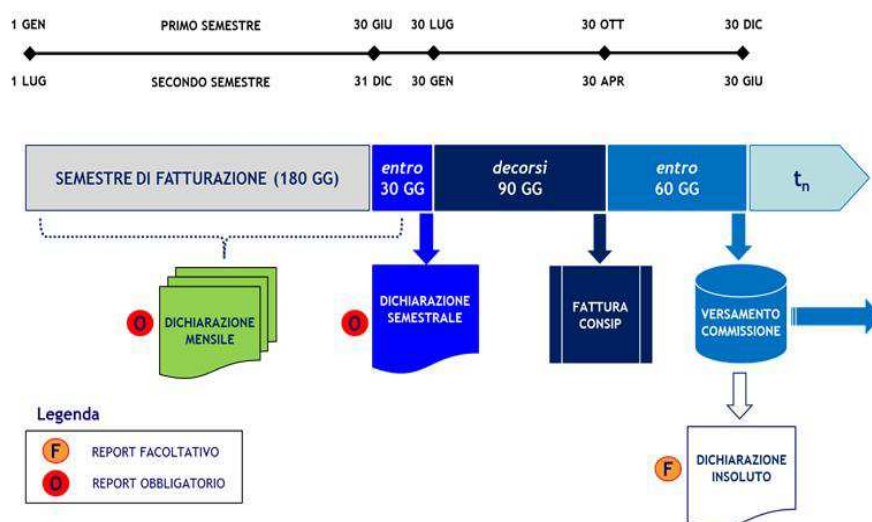 1 GEN PRIMO SEMESTRE 30 GIU 30 LUG 30 OTT 30 DIC
1 LUG SECONDO SEMESTRE 31 DIC 30 GEN 30 APR 30 GIU
SEMESTRE DI FATTURAZIONE (180 GG)
entro
30 GG
decorsi
90 GG
entro
60 GG
tn
O
DICHIARAZIONE
MENSILE
O
DICHIARAZIONE
SEMESTRALE
FATTURA
CONSIP
VERSAMENTO
COMMISSIONE
Legenda
F REPORT FACOLTATIVO
O REPORT OBBLIGATORIO
F
DICHIARAZIONE
INSOLUTO